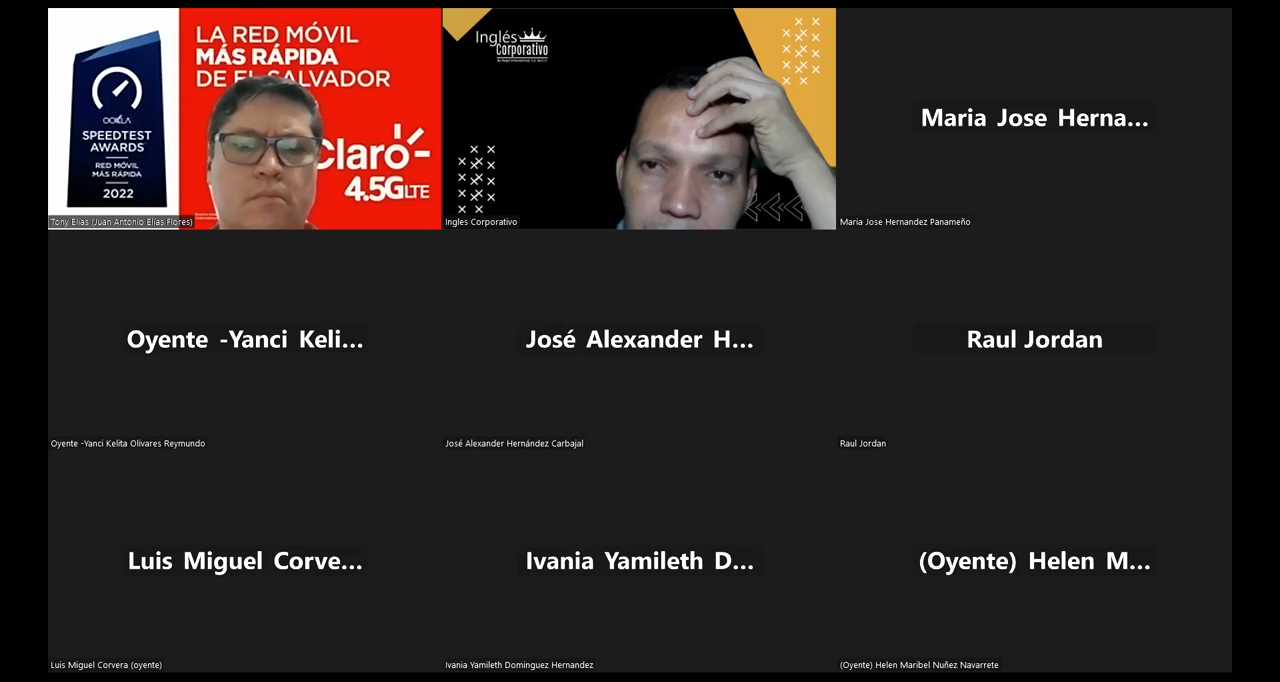 LA RED MÓVIL
MÁS RÁPIDA
DE EL SALVADOR
OOKLA
SPEEDTEST
AWARDS
RED MÓVIL
MÁS RÁPIDA
2022
Claro
4.5G LTE
Tony Elías (Juan Antonio Elías Flores)
Inglés
Corporativo
Ingles Corporativo
Maria Jose Herna...
Maria Jose Hernandez Panameño
Oyente -Yanci Keli...
Oyente -Yanci Kelita Olivares Reymundo
José Alexander H...
José Alexander Hernández Carbajal
Raul Jordan
Raul Jordan
Luis Miguel Corve...
Luis Miguel Corvera (oyente)
Ivania Yamileth D...
Ivania Yamileth Dominguez Hernandez
(Oyente) Helen M...
(Oyente) Helen Maribel Nuñez Navarrete